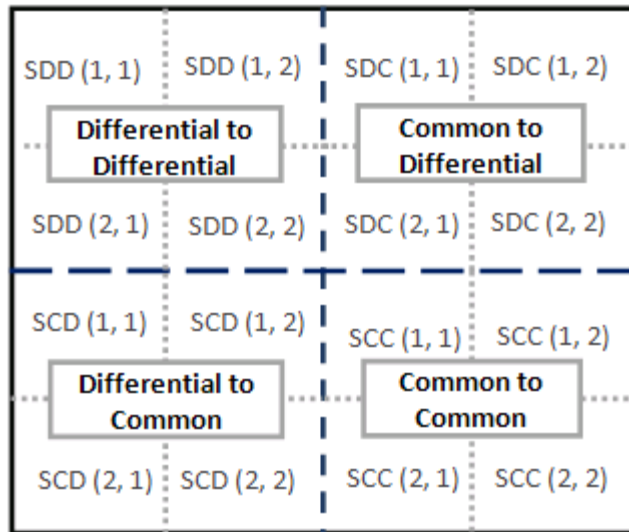 SDD (1, 1) SDD (1, 2) SDC (1, 1) SDC (1, 2)
Differential to Common to
Differential Differential
SDD (2, 1) SDD (2, 2) SDC (2, 1) SDC (2, 2)
SCD (1, 1) SCD (1, 2) SCC (1, 1) SCC (1, 2)
Differential to Common to
Common Common
SCD (2, 1) SCD (2, 2) SCC (2, 1) SCC (2, 2)